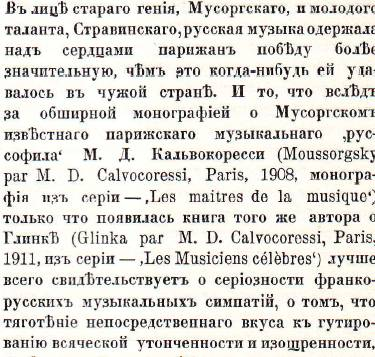 Въ лицѣ стараго генія, Мусоргскаго, и молодого
таланта, Стравинскаго, русская музыка одержала
надъ сердцами парижанъ побѣду болѣе
значительную, чѣмъ это когда-нибудь ей уда-
валось въ чужой странѣ. И то, что вслѣдъ
за обширной монографіей о Мусоргскомъ
извѣстнаго парижскаго музыкальнаго ‚рус-
софила‘ М. Д. Кальвокоресси (Moussorgsky
par M. D. Calvocoressi, Paris, 1908, моногра-
фія изъ серіи — ‚Les maitres de la musique‘)
только что появилась книга того же автора о
Глинкѣ (Glinka par M. D. Calvocoressi, Paris,
1911, изъ серіи — ‚Les Musiciens célèbres‘) лучше
всего свидѣтельствуетъ о серіозности франко-
русскихъ музыкальныхъ симпатій, о томъ, что
тяготѣніе непосредственнаго вкуса къ гутиро-
ванію всяческой утонченности и изощренности,